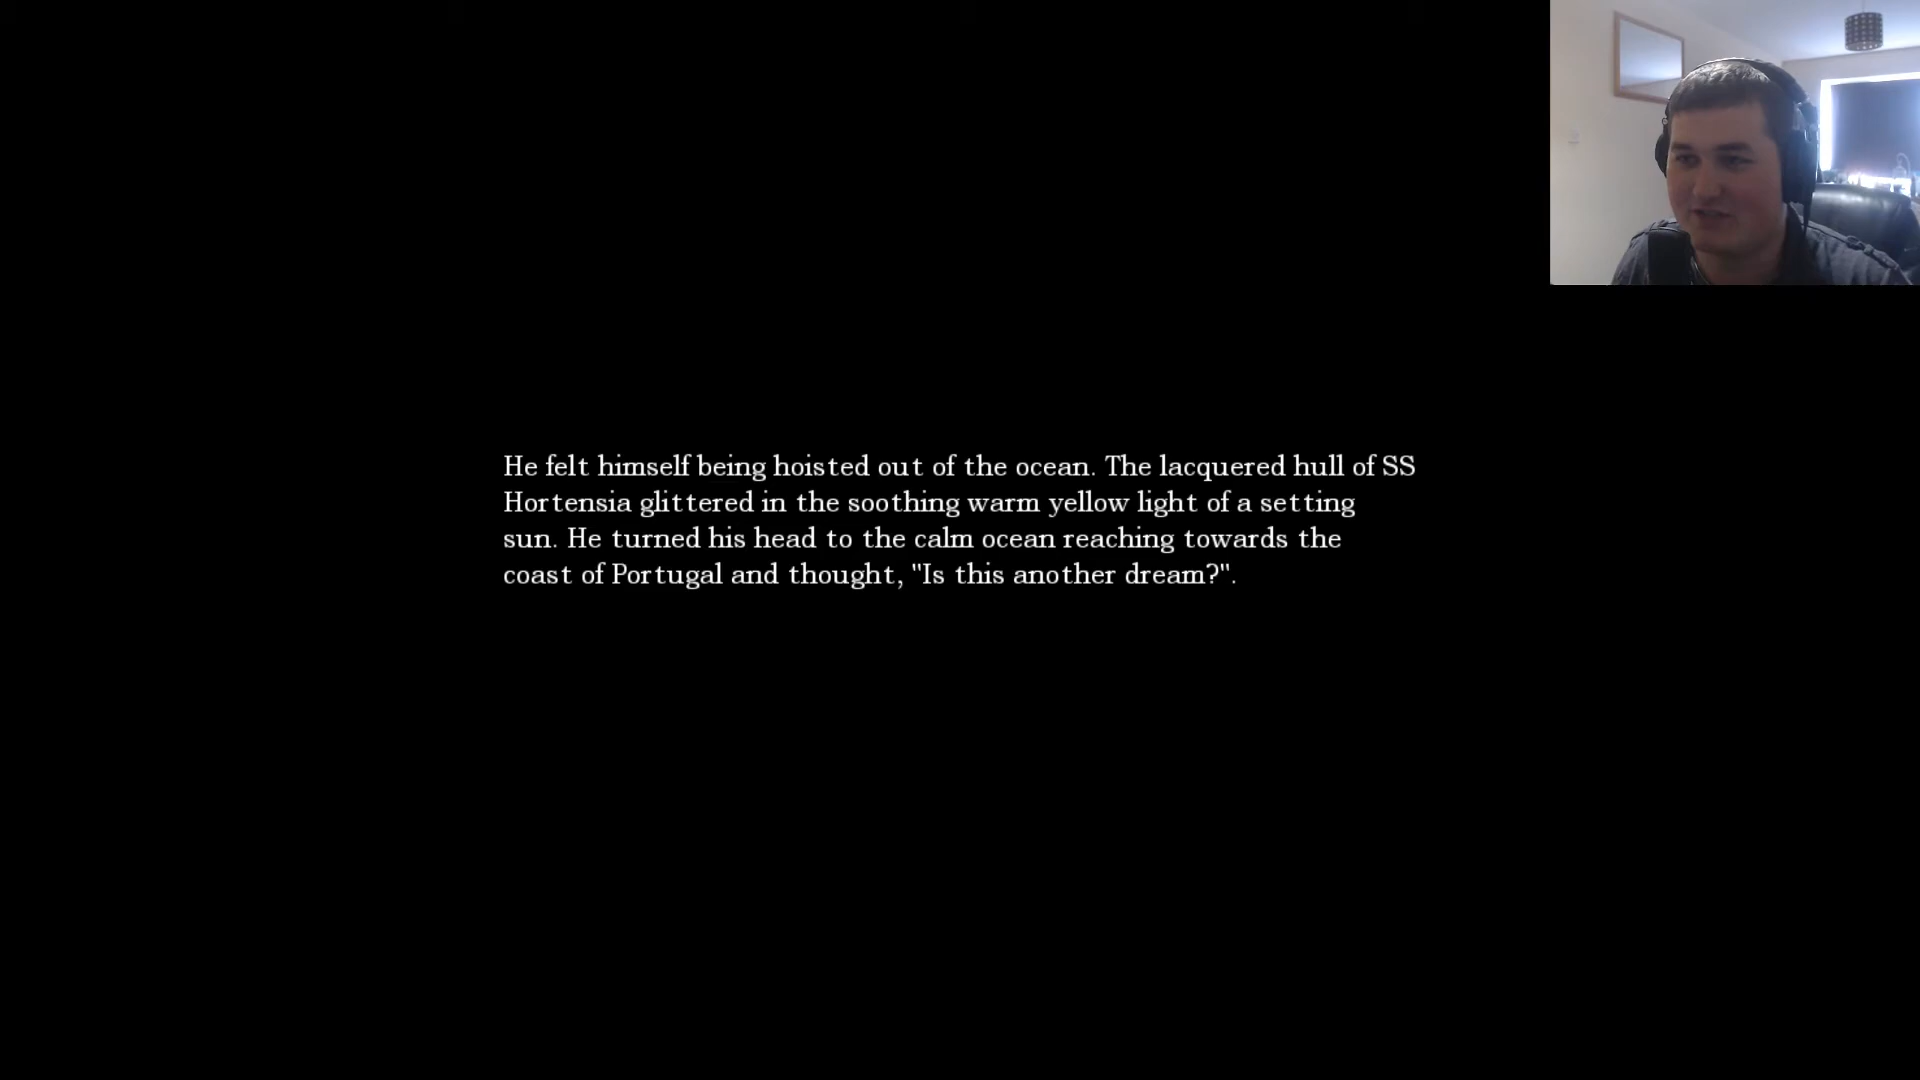 He felt himself being hoisted out of the ocean. The lacquered hull of SS
Hortensia glittered in the soothing warm yellow light of a setting
sun. He turned his head to the calm ocean reaching towards the
coast of Portugal and thought, "Is this another dream?".